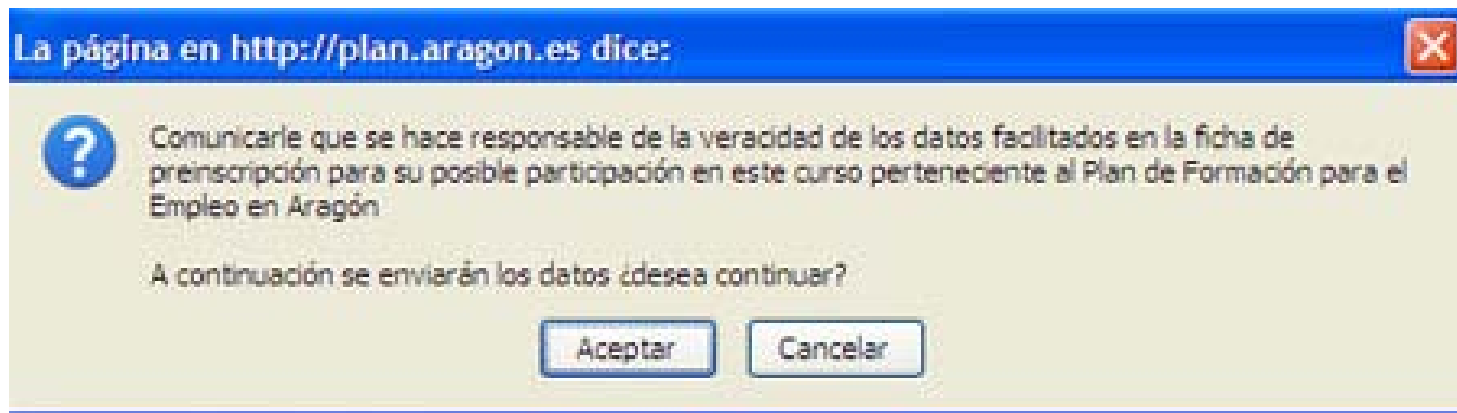 La página en http://plan.aragon.es dice:
Comunicarle que se hace responsable de la veracidad de los datos facilitados en la ficha de
preinscripción para su posible participación en este curso perteneciente al Plan de Formación para el
Empleo en Aragón
A continuación se enviarán los datos ¿desea continuar?
Aceptar
Cancelar